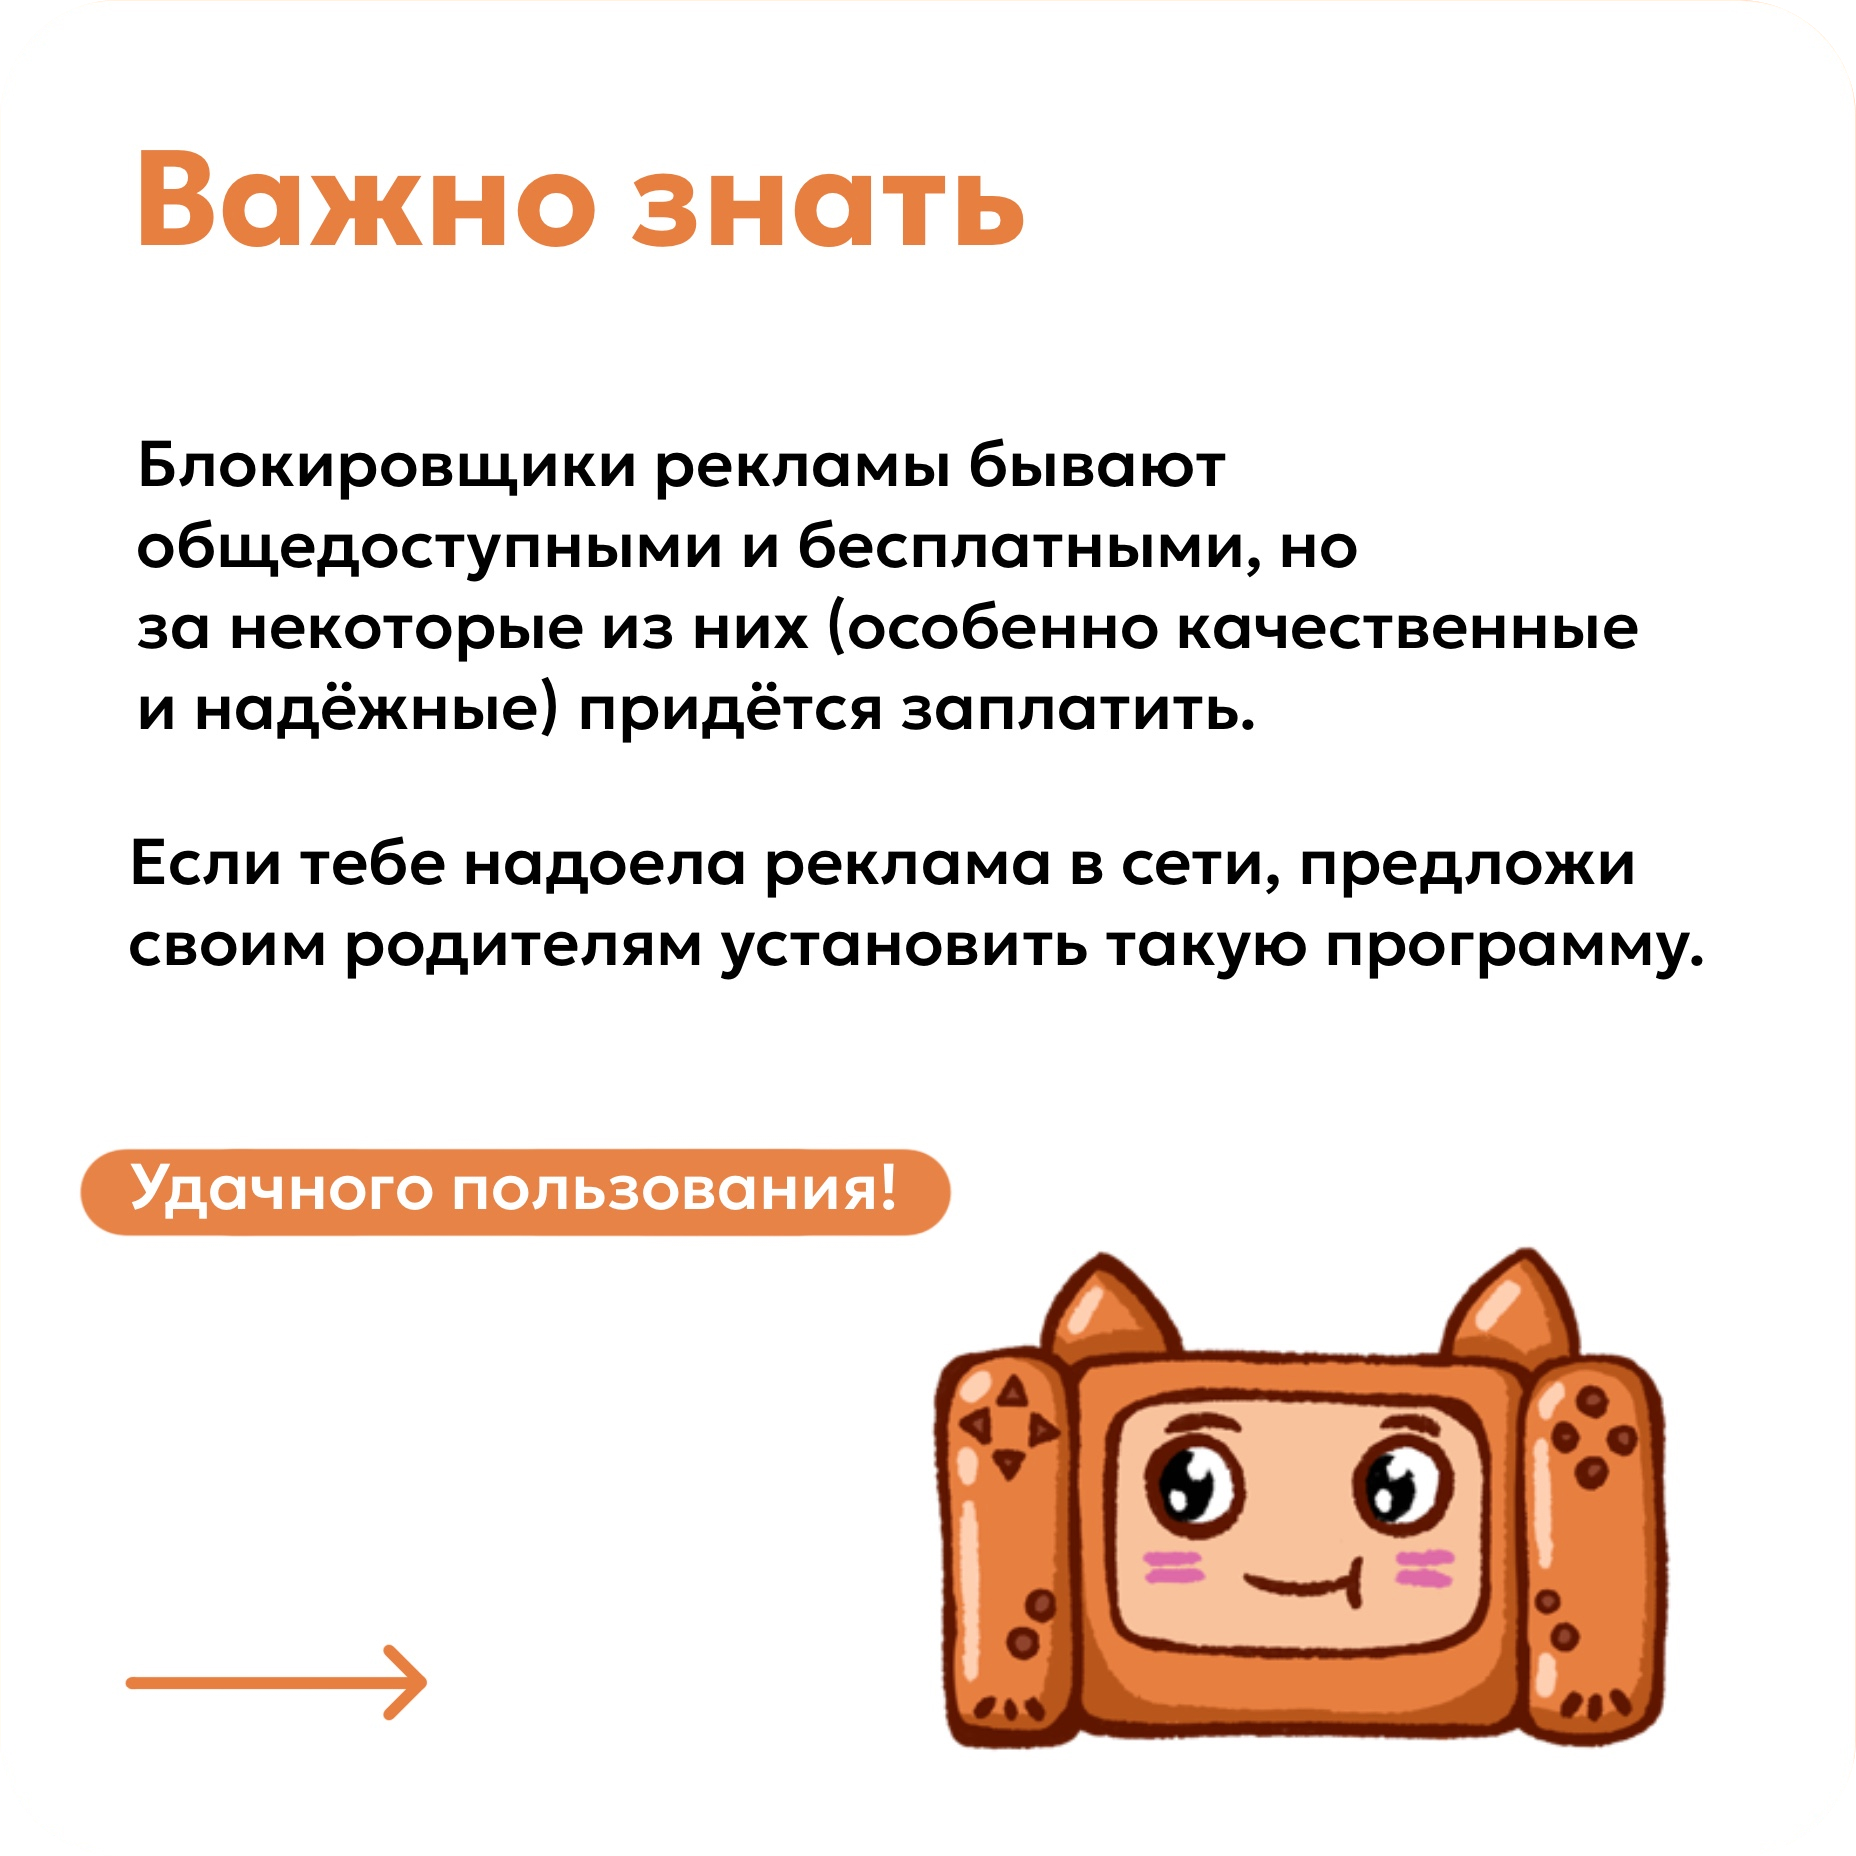 Важно знать
Блокировщики рекламы бывают
общедоступными и бесплатными, но
за некоторые из них (особенно качественные
и надёжные) придётся заплатить.
Если тебе надоела реклама в сети, предложи
своим родителям установить такую программу.
Удачного пользования!